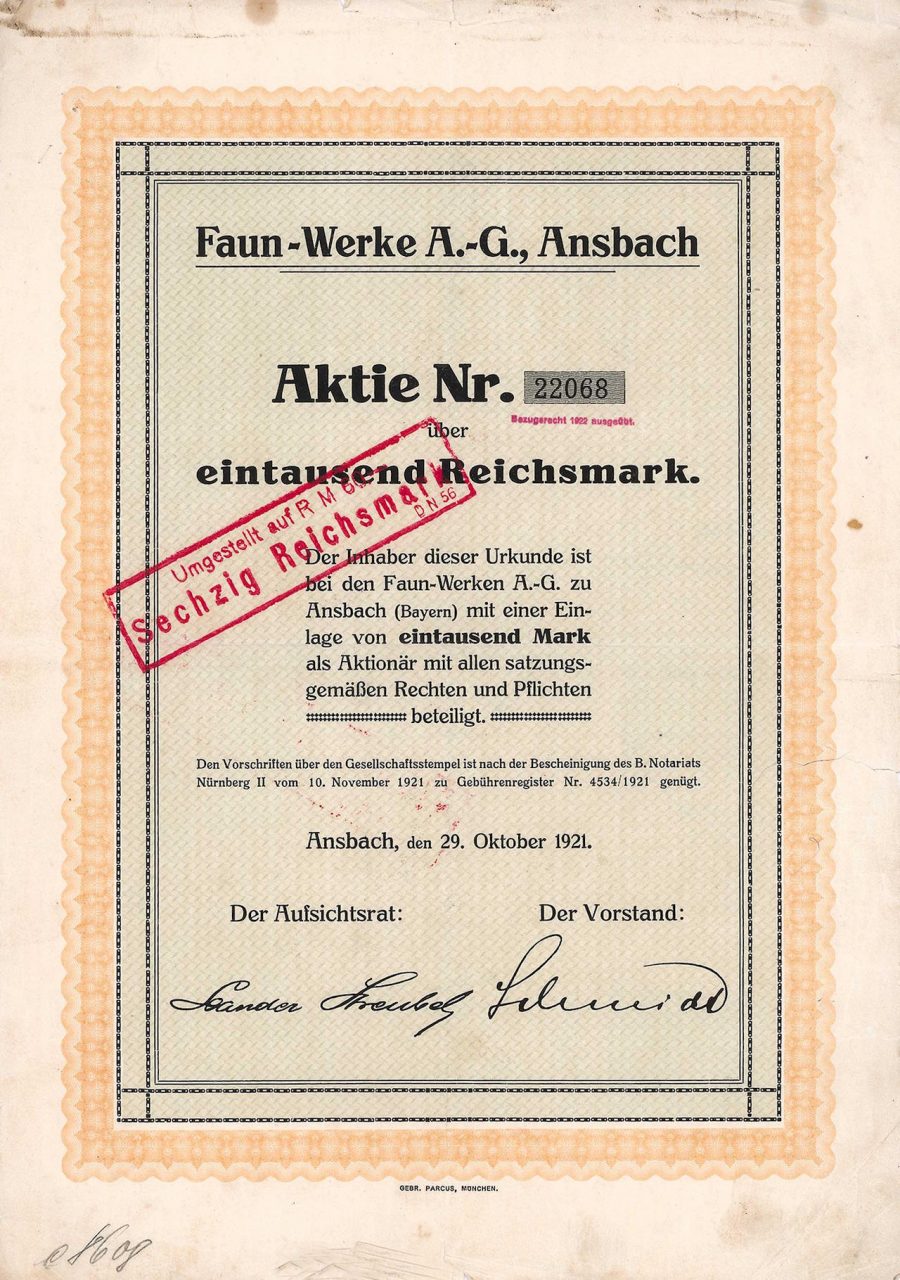 Faun-Werke A.-G., Ansbach
Aktie Nr. 22068
Bezugsrecht 1922 ausgeübt.
über
eintausend Reichsmark.
Umgestellt auf R M 60
Sechzig Reichsmark
D N 56
Der Inhaber dieser Urkunde ist
bei den Faun-Werken A.-G. zu
Ansbach (Bayern) mit einer Ein-
lage von eintausend Mark
als Aktionär mit allen satzungs-
gemäßen Rechten und Pflichten
beteiligt.
Den Vorschriften über den Gesellschaftsstempel ist nach der Bescheinigung des B. Notariats
Nürnberg II vom 10. November 1921 zu Gebührenregister Nr. 4534/1921 genügt.
Ansbach, den 29. Oktober 1921.
Der Aufsichtsrat: Der Vorstand:
Schmidt
GEBR. PARCUS, MÜNCHEN.